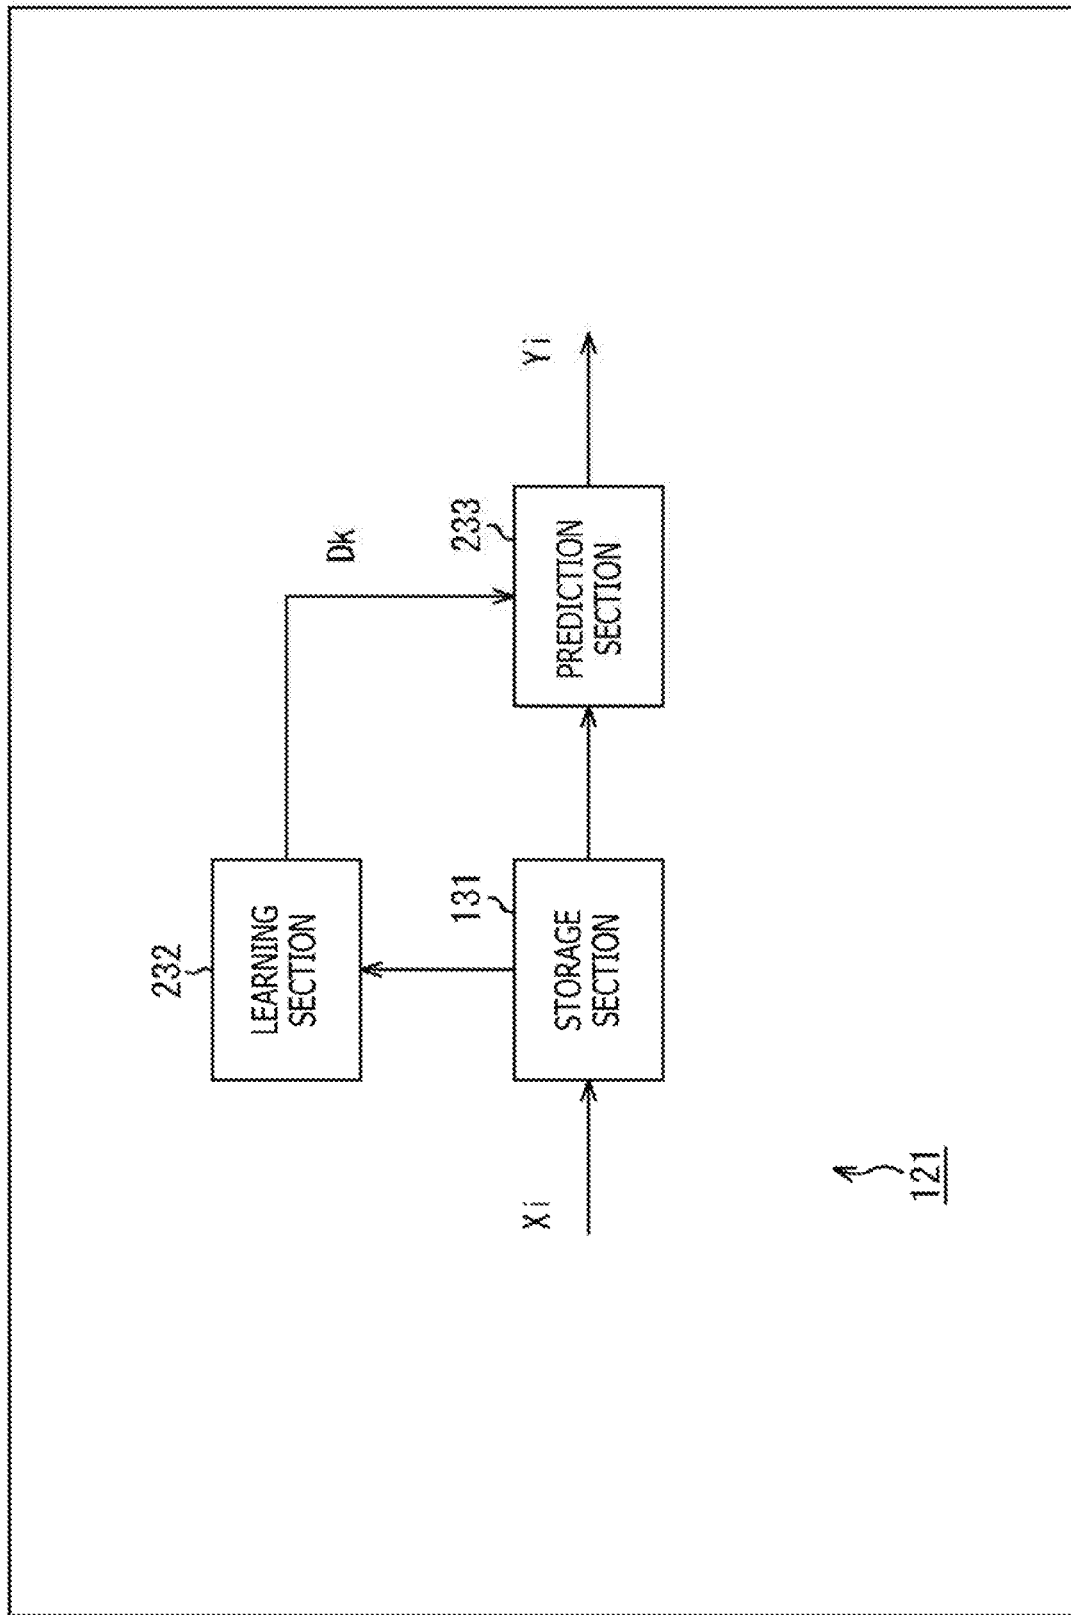 232
LEARNING
SECTION
Dk
Xi
131
STORAGE
SECTION
233
PREDICTION
SECTION
Yi
121